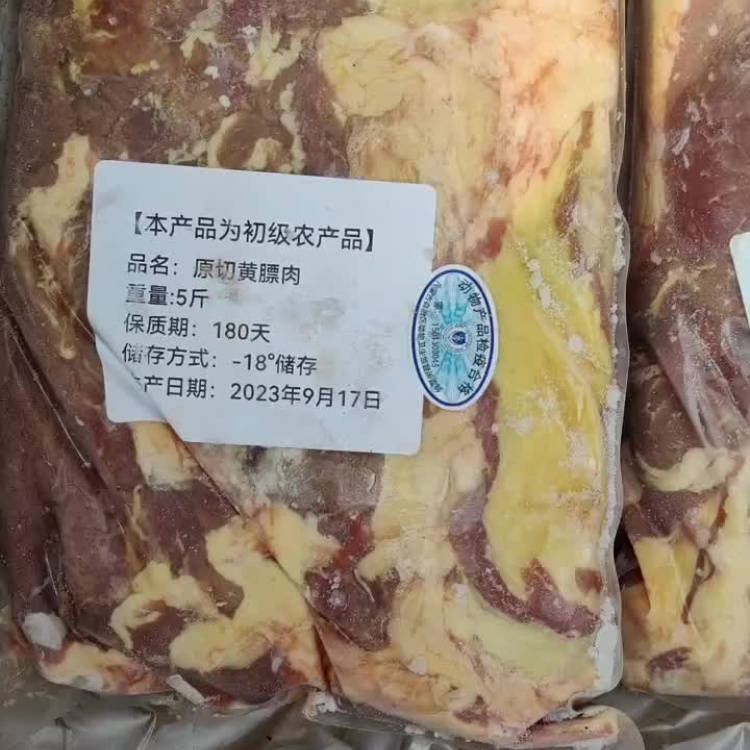 【本产品为初级农产品】
品名：原切黄膘肉
重量:5斤
保质期：180天
储存方式：-18°储存
生产日期：2023年9月17日
动物产品检疫合格